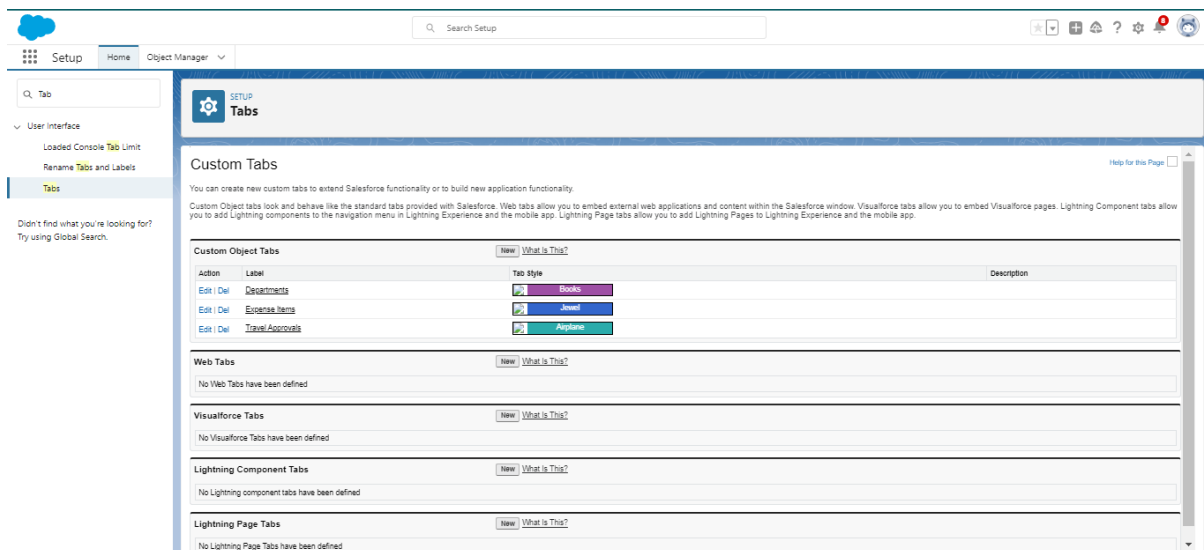 Search Setup
8
Setup
Home
Object Manager
Tab
User Interface
Loaded Console Tab Limit
Rename Tabs and Labels
Tabs
Didn't find what you're looking for?
Try using Global Search.
SETUP
Tabs
Custom Tabs
Help for this Page
You can create new custom tabs to extend Salesforce functionality or to build new application functionality.
Custom Object tabs look and behave like the standard tabs provided with Salesforce. Web tabs allow you to embed external web applications and content within the Salesforce window. Visualforce tabs allow you to embed Visualforce pages. Lightning Component tabs allow
you to add Lightning components to the navigation menu in Lightning Experience and the mobile app. Lightning Page tabs allow you to add Lightning Pages to Lightning Experience and the mobile app.
Custom Object Tabs New What Is This?
Action Label Tab Style Description
Edit | Del Departments Books
Edit | Del Expense Items Jewel
Edit | Del Travel Approvals Airplane
Web Tabs New What Is This?
No Web Tabs have been defined
Visualforce Tabs New What Is This?
No Visualforce Tabs have been defined
Lightning Component Tabs New What Is This?
No Lightning component tabs have been defined
Lightning Page Tabs New What Is This?
No Lightning Page Tabs have been defined